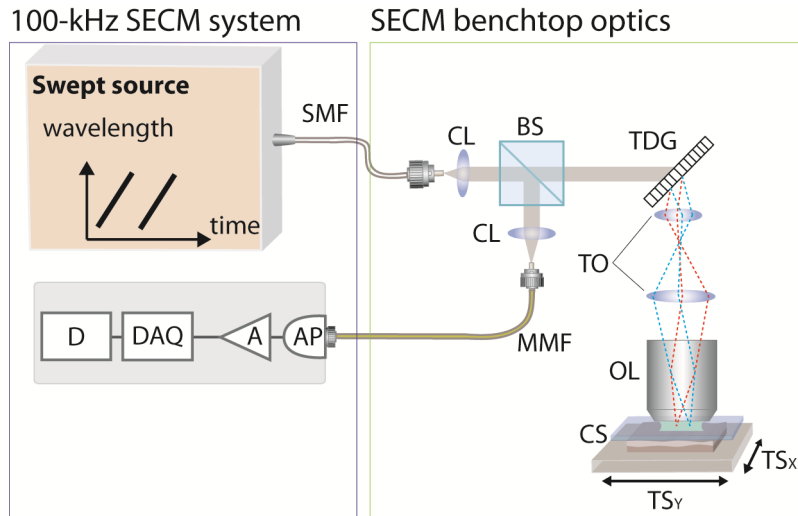 100-kHz SECM system
SECM benchtop optics
Swept source
wavelength
time
SMF
CL
BS
TDG
CL
TO
MMF
D
DAQ
A
AP
OL
CS
TSX
TSY